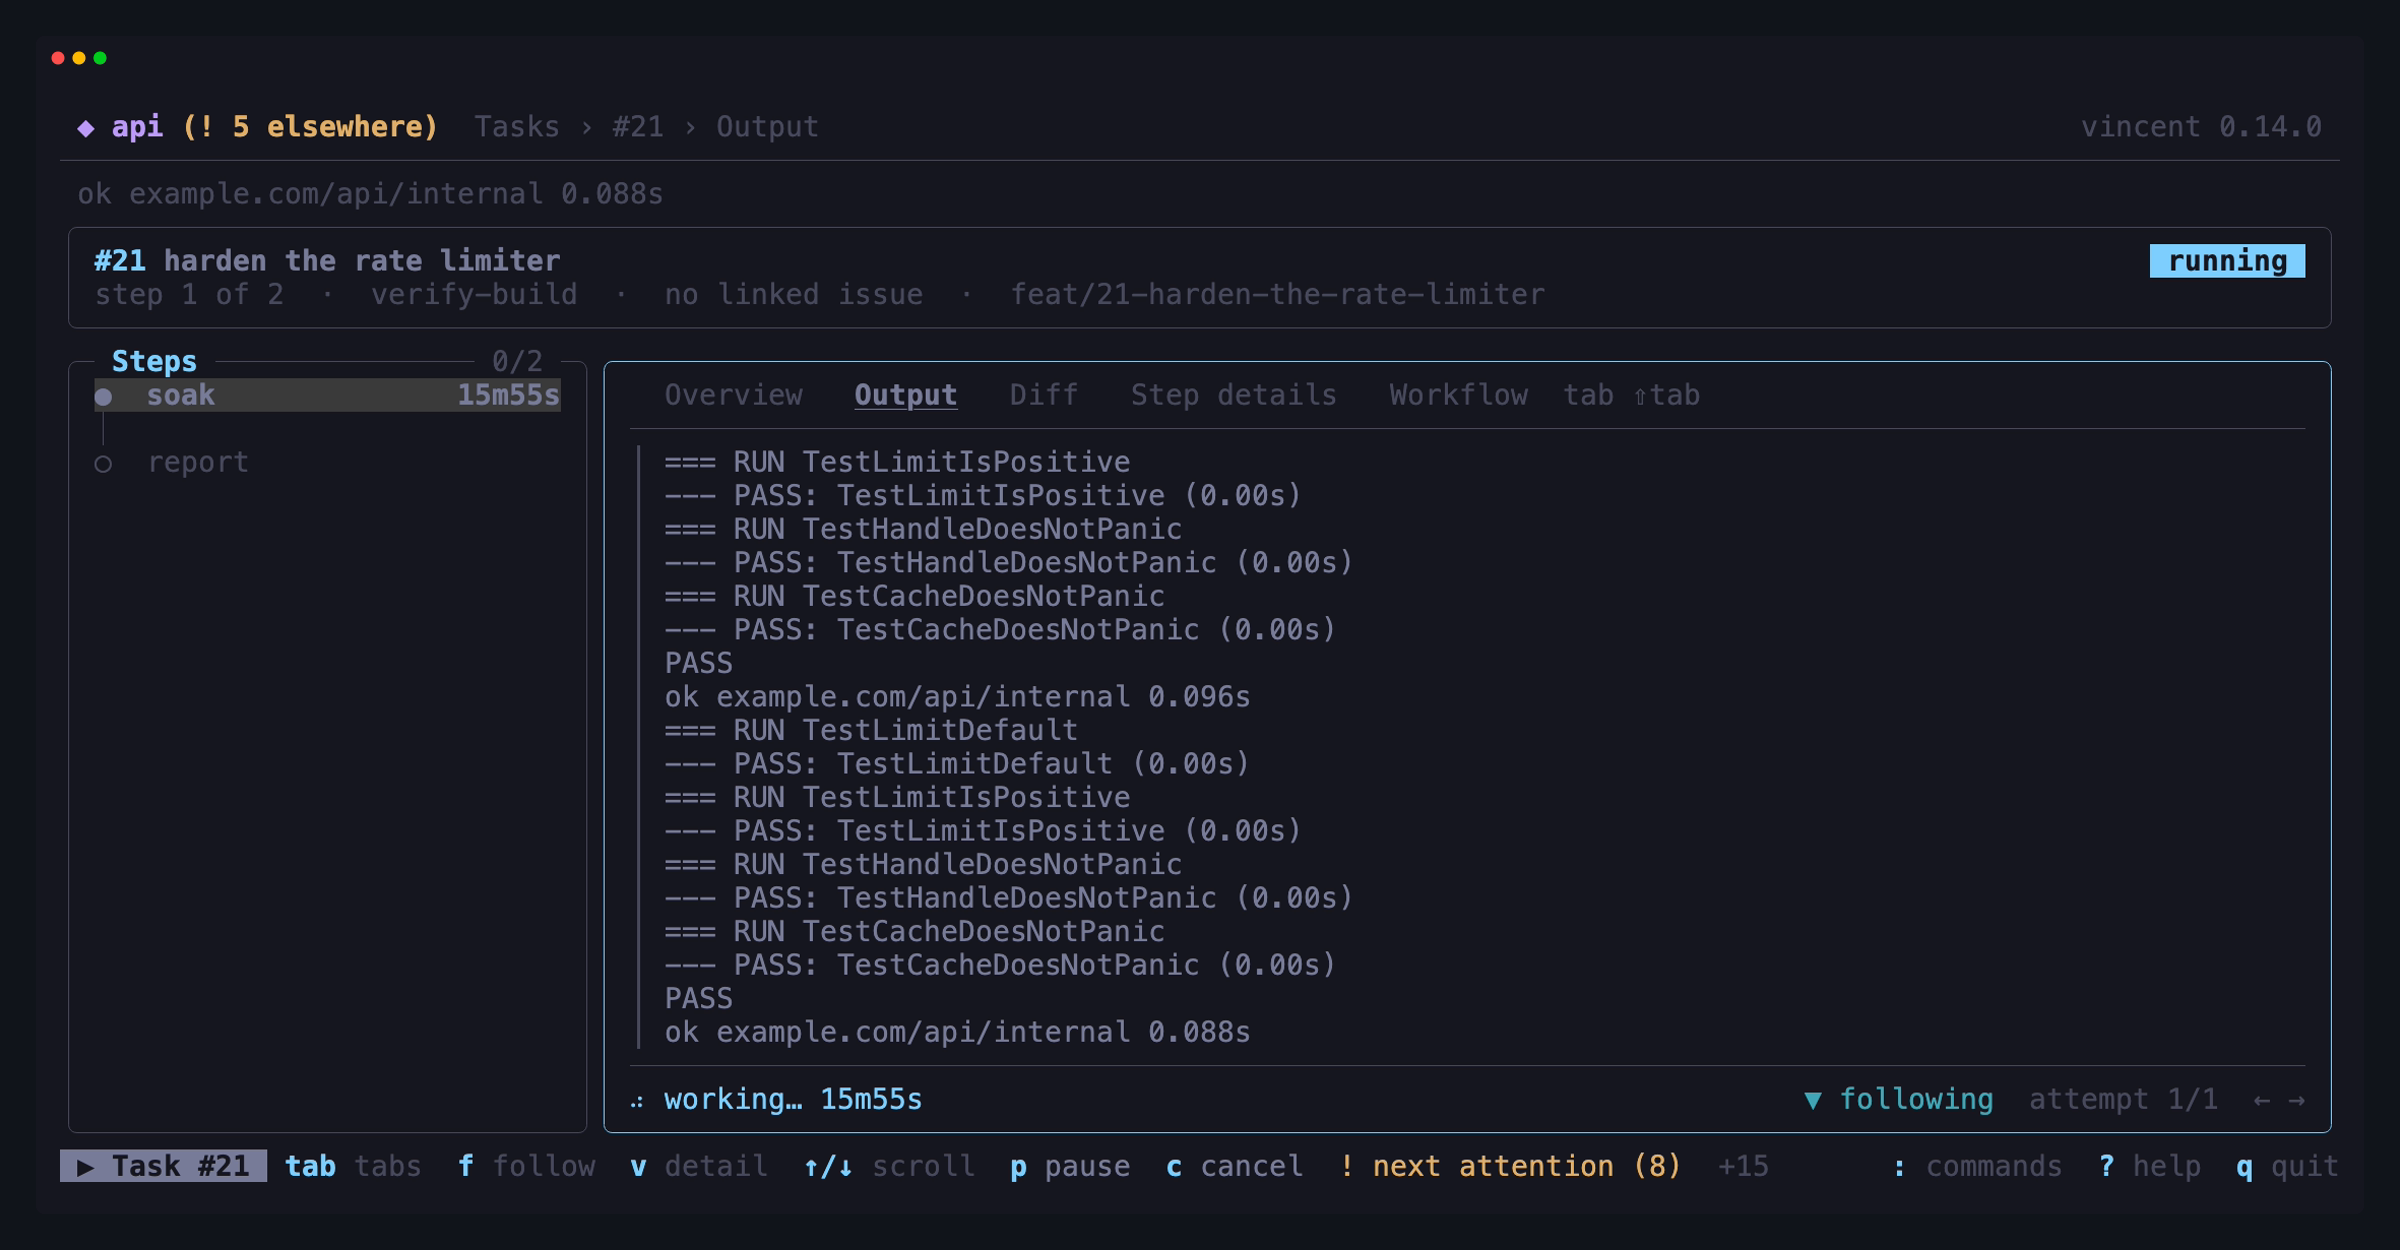 ◆ api (! 5 elsewhere) Tasks › #21 › Output vincent 0.14.0
ok example.com/api/internal 0.088s
#21 harden the rate limiter running
step 1 of 2 · verify-build · no linked issue · feat/21-harden-the-rate-limiter
Steps 0/2
● soak 15m55s
○ report
Overview Output Diff Step details Workflow tab ⇧tab
=== RUN TestLimitIsPositive
--- PASS: TestLimitIsPositive (0.00s)
=== RUN TestHandleDoesNotPanic
--- PASS: TestHandleDoesNotPanic (0.00s)
=== RUN TestCacheDoesNotPanic
--- PASS: TestCacheDoesNotPanic (0.00s)
PASS
ok example.com/api/internal 0.096s
=== RUN TestLimitDefault
--- PASS: TestLimitDefault (0.00s)
=== RUN TestLimitIsPositive
--- PASS: TestLimitIsPositive (0.00s)
=== RUN TestHandleDoesNotPanic
--- PASS: TestHandleDoesNotPanic (0.00s)
=== RUN TestCacheDoesNotPanic
--- PASS: TestCacheDoesNotPanic (0.00s)
PASS
ok example.com/api/internal 0.088s
working… 15m55s ▼ following attempt 1/1 ← →
▶ Task #21 tab tabs f follow v detail ↑/↓ scroll p pause c cancel ! next attention (8) +15 : commands ? help q quit